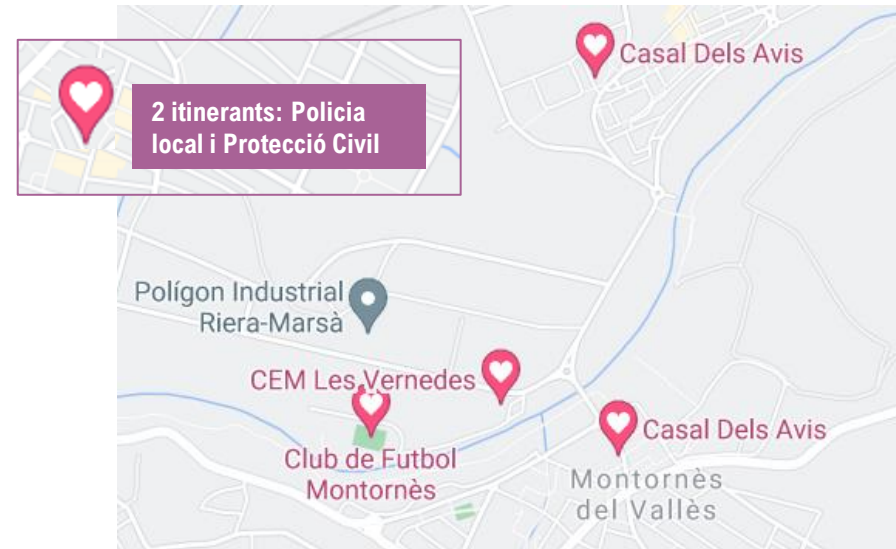 Casal Dels Avis
2 itinerants: Policia
local i Protecció Civil
Polígon Industrial
Riera-Marsà
CEM Les Vernedes
Club de Futbol
Montornès
Casal Dels Avis
Montornès
del Vallès